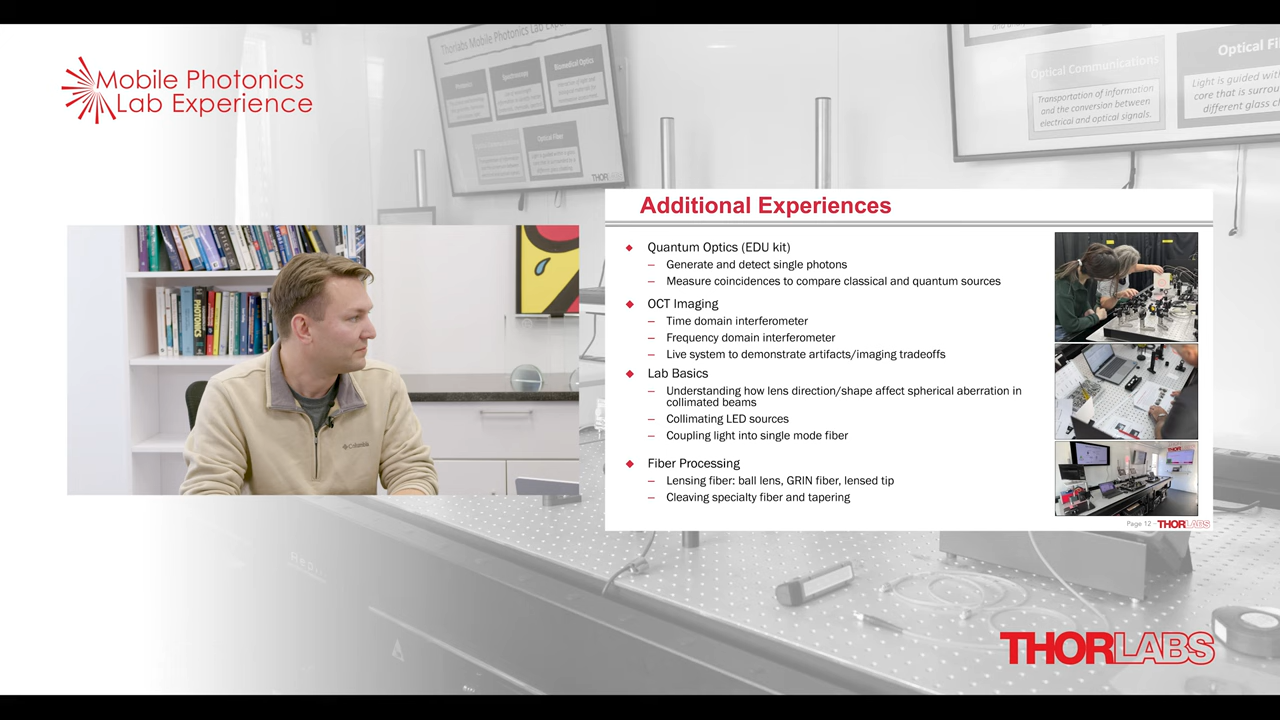 Mobile Photonics
Lab Experience
Thorlabs Mobile Photonics Lab
Spectroscopy
Biomedical Optics
Optical Fiber
THOR
Optical Communications
Transportation of information
and the conversion between
electrical and optical signals.
Optical Fi
Light is guided with
core that is surrou
different glass cl
PHOTONICS
Columbia
Additional Experiences
◆ Quantum Optics (EDU kit)
– Generate and detect single photons
– Measure coincidences to compare classical and quantum sources
◆ OCT Imaging
– Time domain interferometer
– Frequency domain interferometer
– Live system to demonstrate artifacts/imaging tradeoffs
◆ Lab Basics
– Understanding how lens direction/shape affect spherical aberration in
collimated beams
– Collimating LED sources
– Coupling light into single mode fiber
◆ Fiber Processing
– Lensing fiber: ball lens, GRIN fiber, lensed tip
– Cleaving specialty fiber and tapering
Page 12
THORLABS
THORLABS